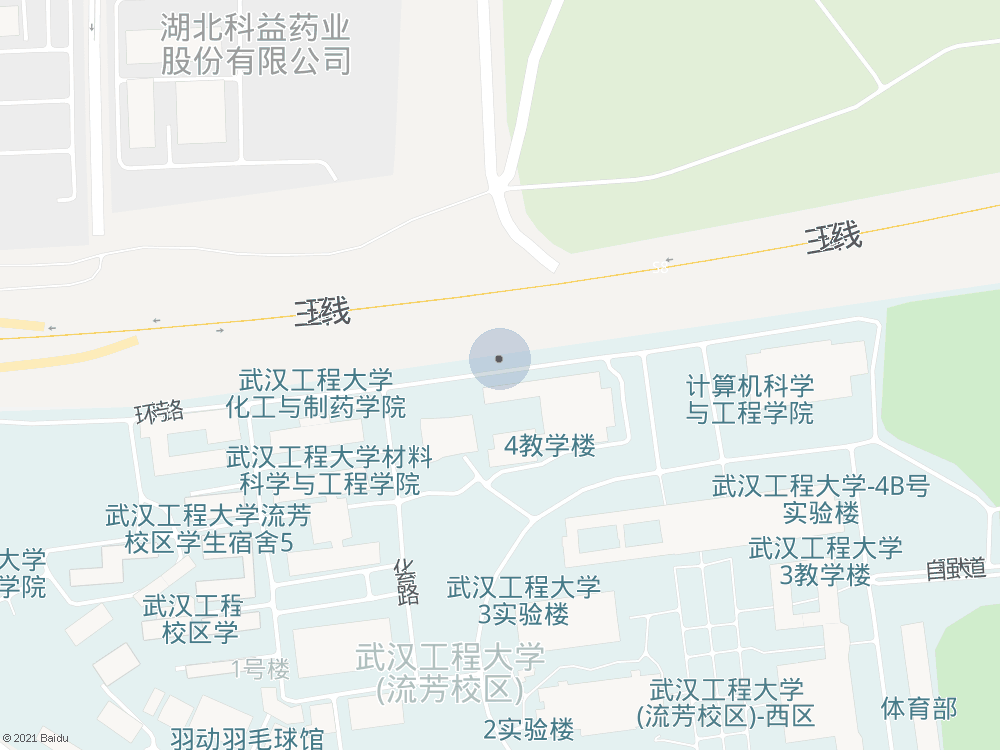 湖北科益药业
股份有限公司
三环线
三环线
52
武汉工程大学
化工与制药学院
环湾路
计算机科学
与工程学院
4教学楼
武汉工程大学材料
科学与工程学院
武汉工程大学-4B号
实验楼
武汉工程大学流芳
校区学生宿舍5
武汉工程大学
3教学楼
自强大道
大学
学院
化育路
武汉工程大学
3实验楼
武汉工程
校区学
1号楼
武汉工程大学
(流芳校区)
武汉工程大学
(流芳校区)-西区
体育部
2实验楼
羽动羽毛球馆
© 2021 Baidu